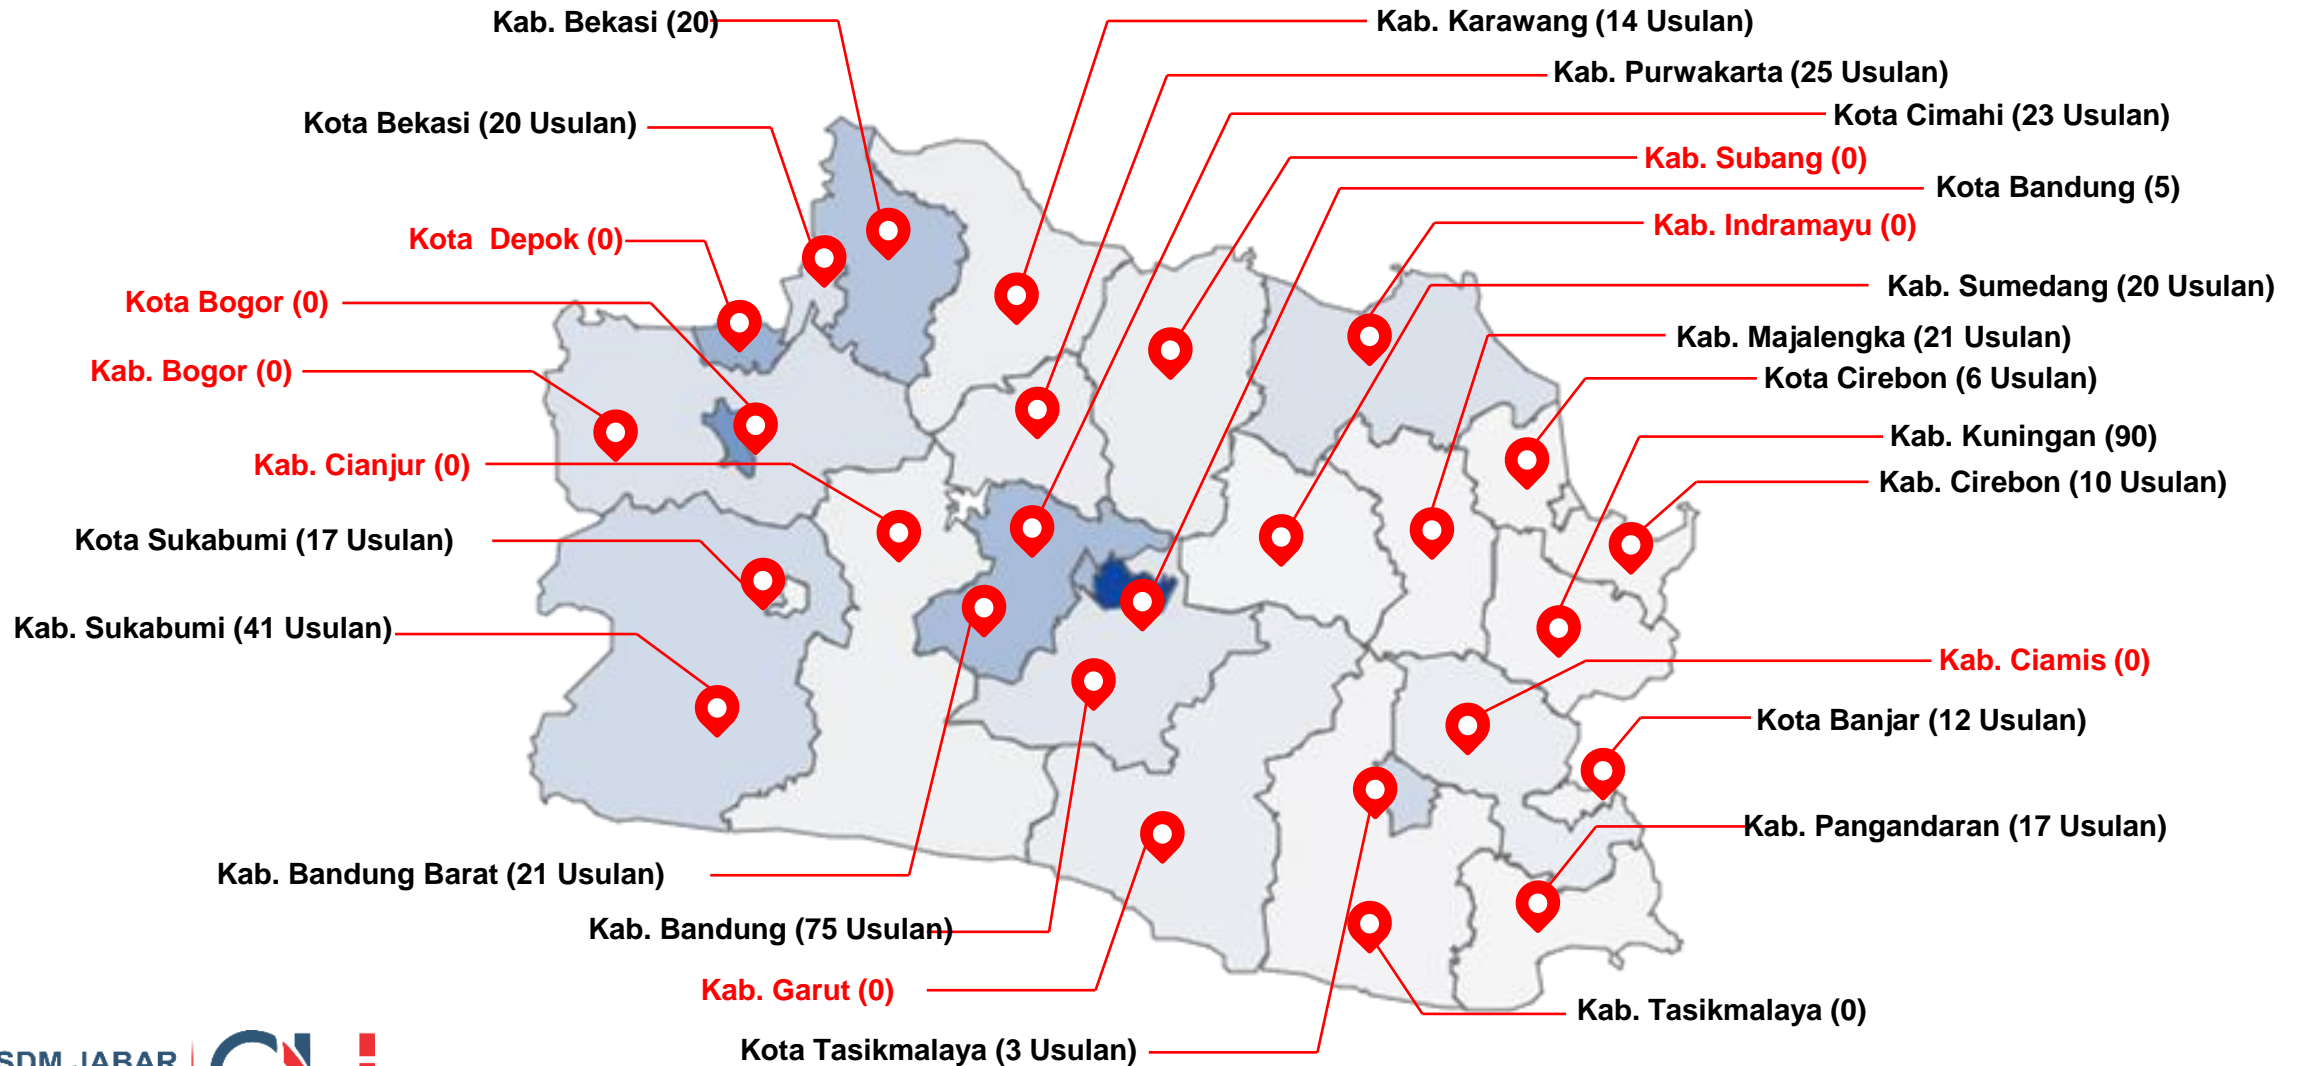 Kab. Bekasi (20)
Kab. Karawang (14 Usulan)
Kab. Purwakarta (25 Usulan)
Kota Cimahi (23 Usulan)
Kota Bekasi (20 Usulan)
Kab. Subang (0)
Kota Bandung (5)
Kab. Indramayu (0)
Kota  Depok (0)
Kab. Sumedang (20 Usulan)
Kota Bogor (0)
Kab. Majalengka (21 Usulan)
Kab. Bogor (0)
Kota Cirebon (6 Usulan)
Kab. Kuningan (90)
Kab. Cianjur (0)
Kab. Cirebon (10 Usulan)
Kota Sukabumi (17 Usulan)
Kab. Sukabumi (41 Usulan)
Kab. Ciamis (0)
Kota Banjar (12 Usulan)
Kab. Pangandaran (17 Usulan)
Kab. Bandung Barat (21 Usulan)
Kab. Bandung (75 Usulan)
Kab. Garut (0)
Kab. Tasikmalaya (0)
Kota Tasikmalaya (3 Usulan)
SDM JABAR